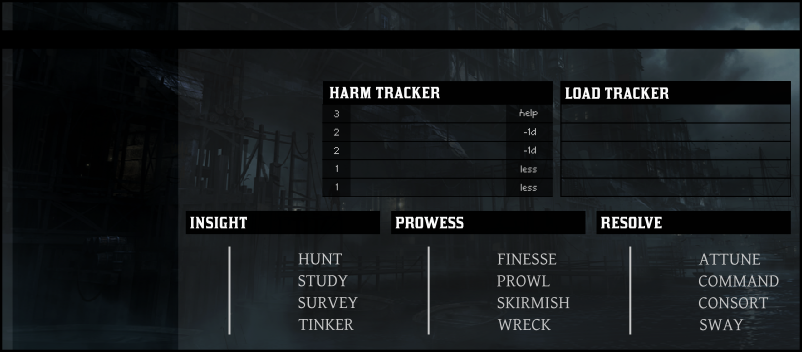 HARM TRACKER
LOAD TRACKER
3 help
2 -1d
2 -1d
1 less
1 less
INSIGHT
PROWESS
RESOLVE
HUNT
STUDY
SURVEY
TINKER
FINESSE
PROWL
SKIRMISH
WRECK
ATTUNE
COMMAND
CONSORT
SWAY